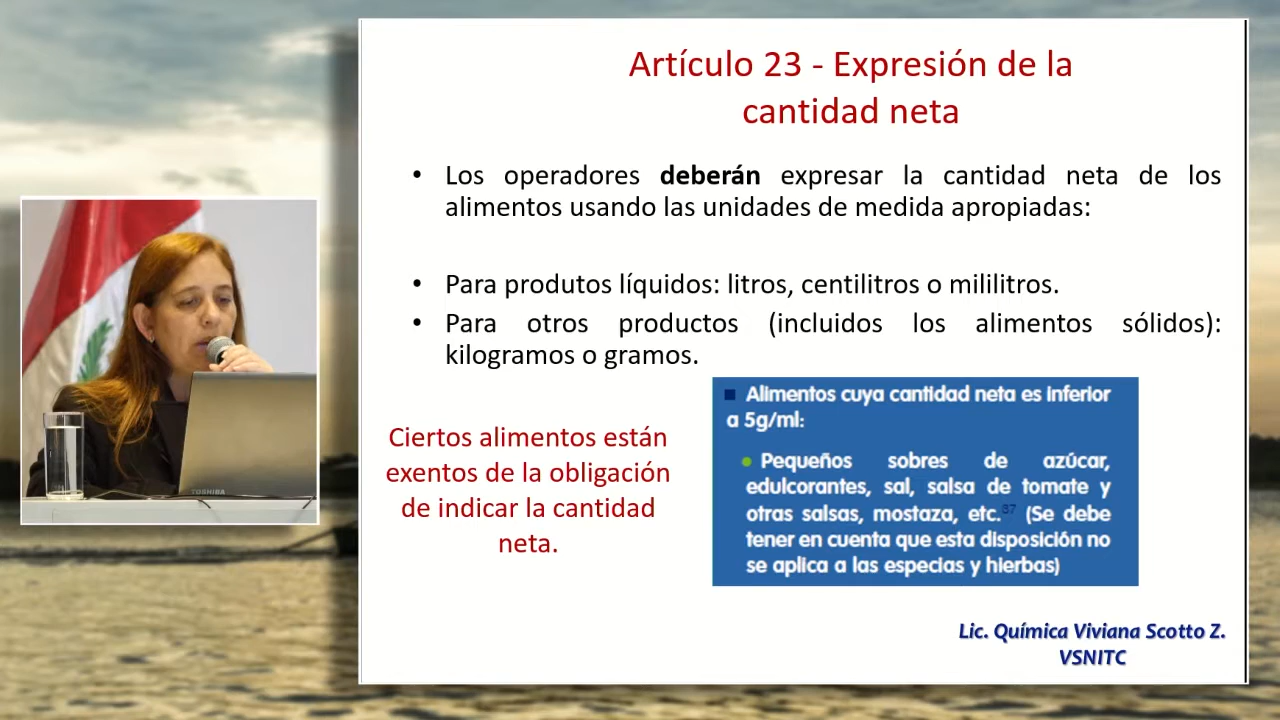 Artículo 23 - Expresión de la
cantidad neta
• Los operadores deberán expresar la cantidad neta de los
alimentos usando las unidades de medida apropiadas:
• Para produtos líquidos: litros, centilitros o mililitros.
• Para otros productos (incluidos los alimentos sólidos):
kilogramos o gramos.
Ciertos alimentos están
exentos de la obligación
de indicar la cantidad
neta.
■ Alimentos cuya cantidad neta es inferior
a 5g/ml:
• Pequeños sobres de azúcar,
edulcorantes, sal, salsa de tomate y
otras salsas, mostaza, etc.37 (Se debe
tener en cuenta que esta disposición no
se aplica a las especias y hierbas)
Lic. Química Viviana Scotto Z.
VSNITC
TOSHIBA